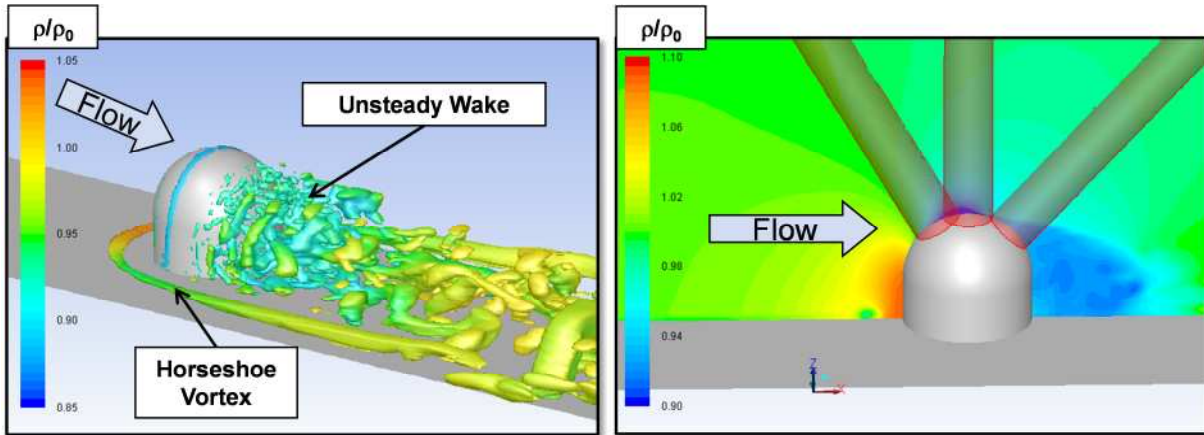 ρ/ρ₀
1.05
1.00
0.95
0.90
0.85
Flow
Unsteady Wake
Horseshoe
Vortex
ρ/ρ₀
1.10
1.06
1.02
0.98
0.94
0.90
Flow
Z
X